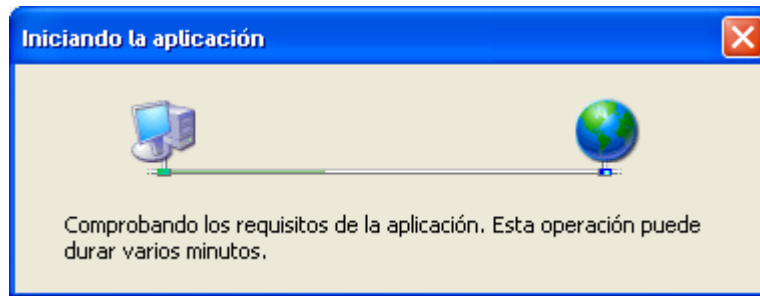 Iniciando la aplicación
Comprobando los requisitos de la aplicación. Esta operación puede
durar varios minutos.